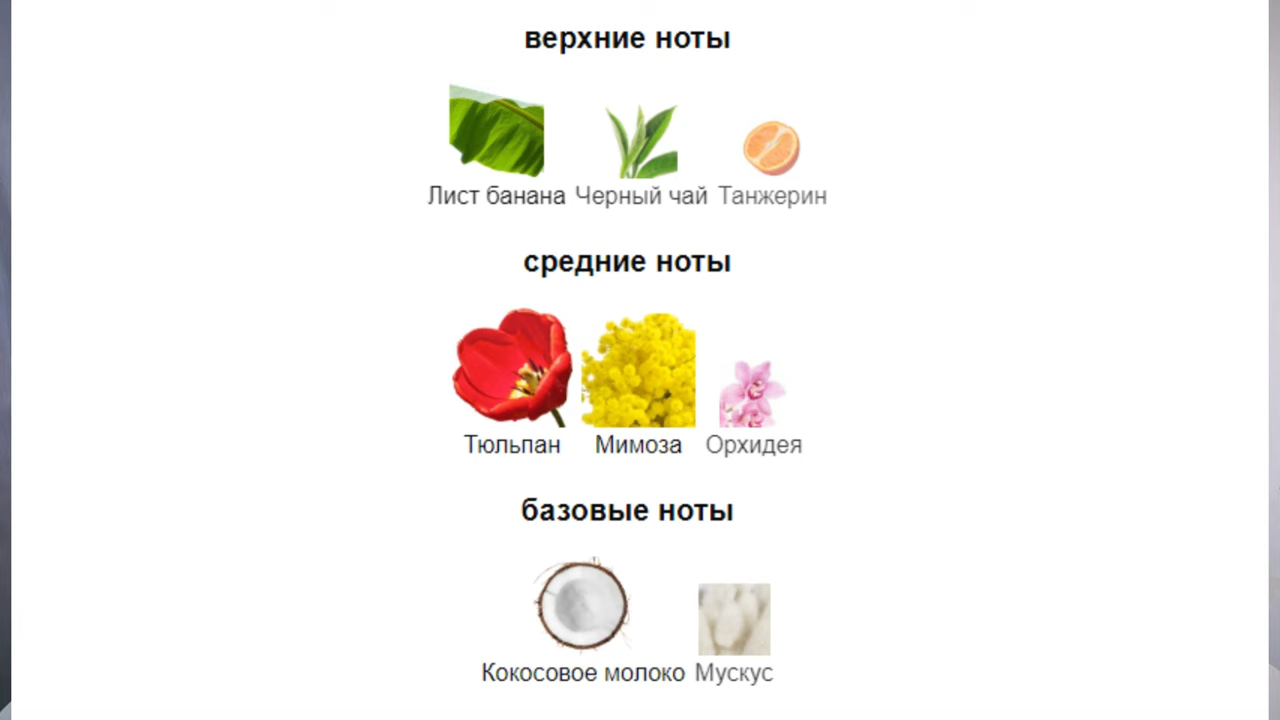 верхние ноты
Лист банана Черный чай Танжерин
средние ноты
Тюльпан Мимоза Орхидея
базовые ноты
Кокосовое молоко Мускус